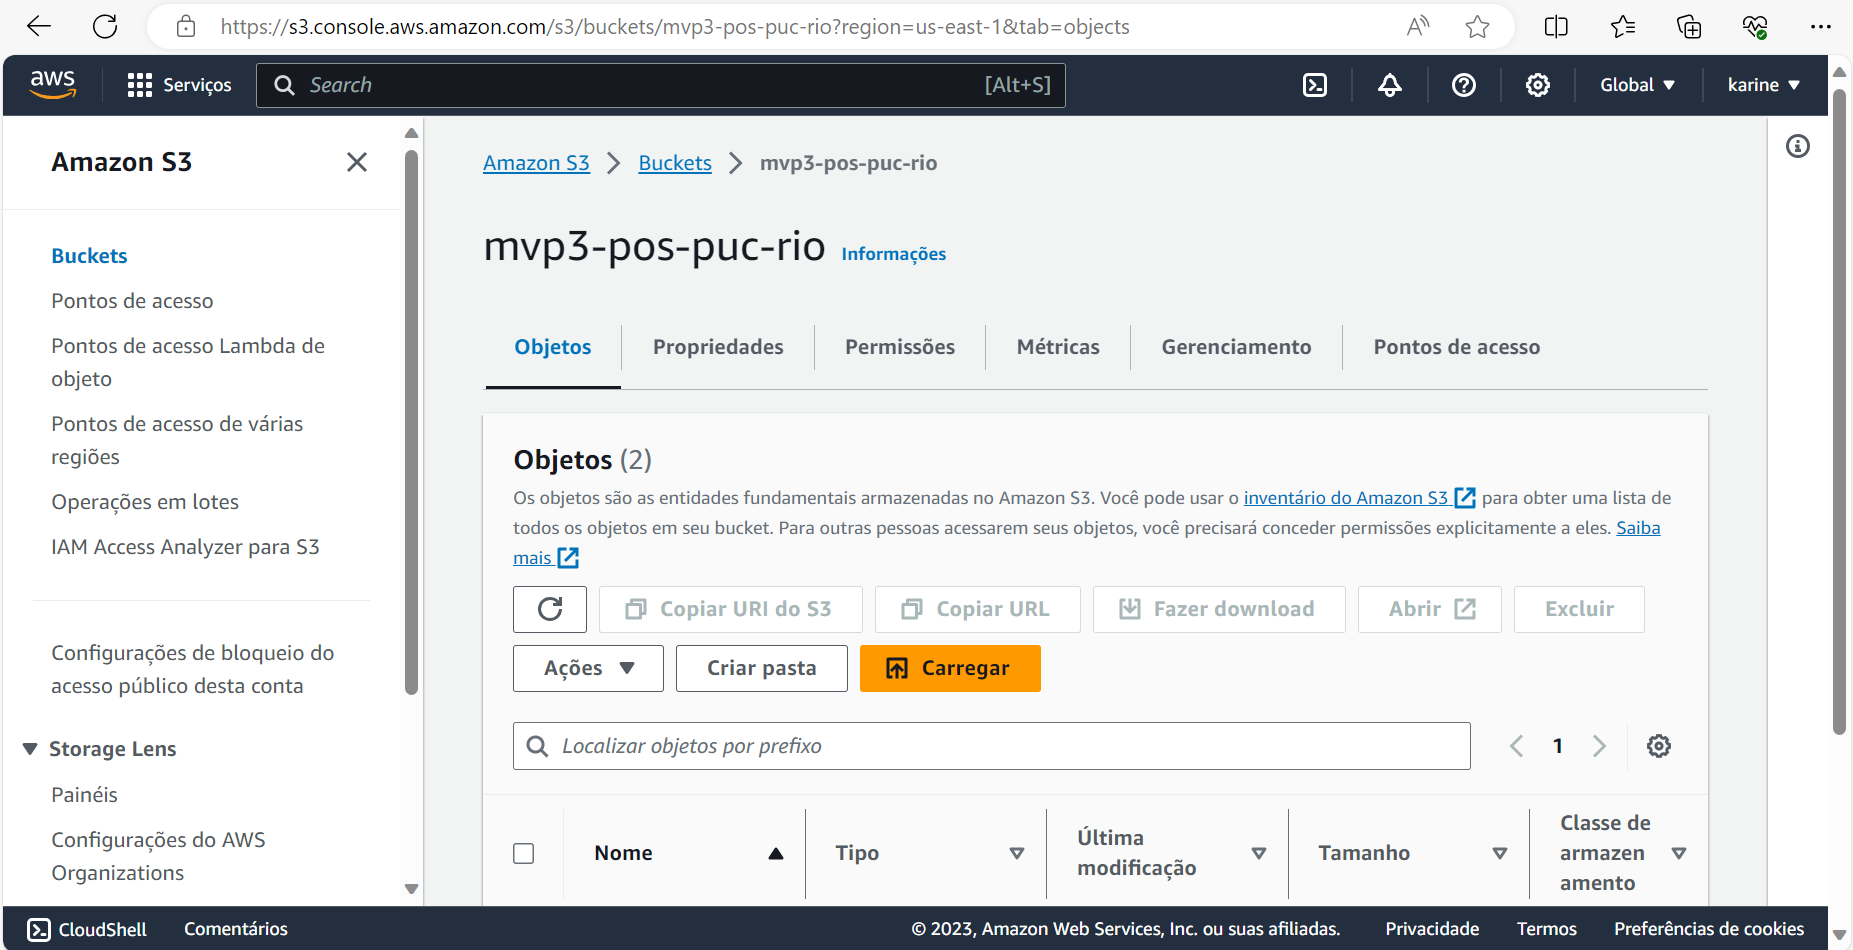 https://s3.console.aws.amazon.com/s3/buckets/mvp3-pos-puc-rio?region=us-east-1&tab=objects
aws
Serviços
Search
[Alt+S]
Global
karine
Amazon S3
Buckets
Pontos de acesso
Pontos de acesso Lambda de
objeto
Pontos de acesso de várias
regiões
Operações em lotes
IAM Access Analyzer para S3
Configurações de bloqueio do
acesso público desta conta
Storage Lens
Painéis
Configurações do AWS
Organizations
Amazon S3 > Buckets > mvp3-pos-puc-rio
mvp3-pos-puc-rio Informações
Objetos
Propriedades
Permissões
Métricas
Gerenciamento
Pontos de acesso
Objetos (2)
Os objetos são as entidades fundamentais armazenadas no Amazon S3. Você pode usar o inventário do Amazon S3 para obter uma lista de
todos os objetos em seu bucket. Para outras pessoas acessarem seus objetos, você precisará conceder permissões explicitamente a eles. Saiba
mais
Copiar URI do S3
Copiar URL
Fazer download
Abrir
Excluir
Ações
Criar pasta
Carregar
Localizar objetos por prefixo
1
Nome
Tipo
Última
modificação
Tamanho
Classe de
armazen
amento
CloudShell
Comentários
© 2023, Amazon Web Services, Inc. ou suas afiliadas.
Privacidade
Termos
Preferências de cookies